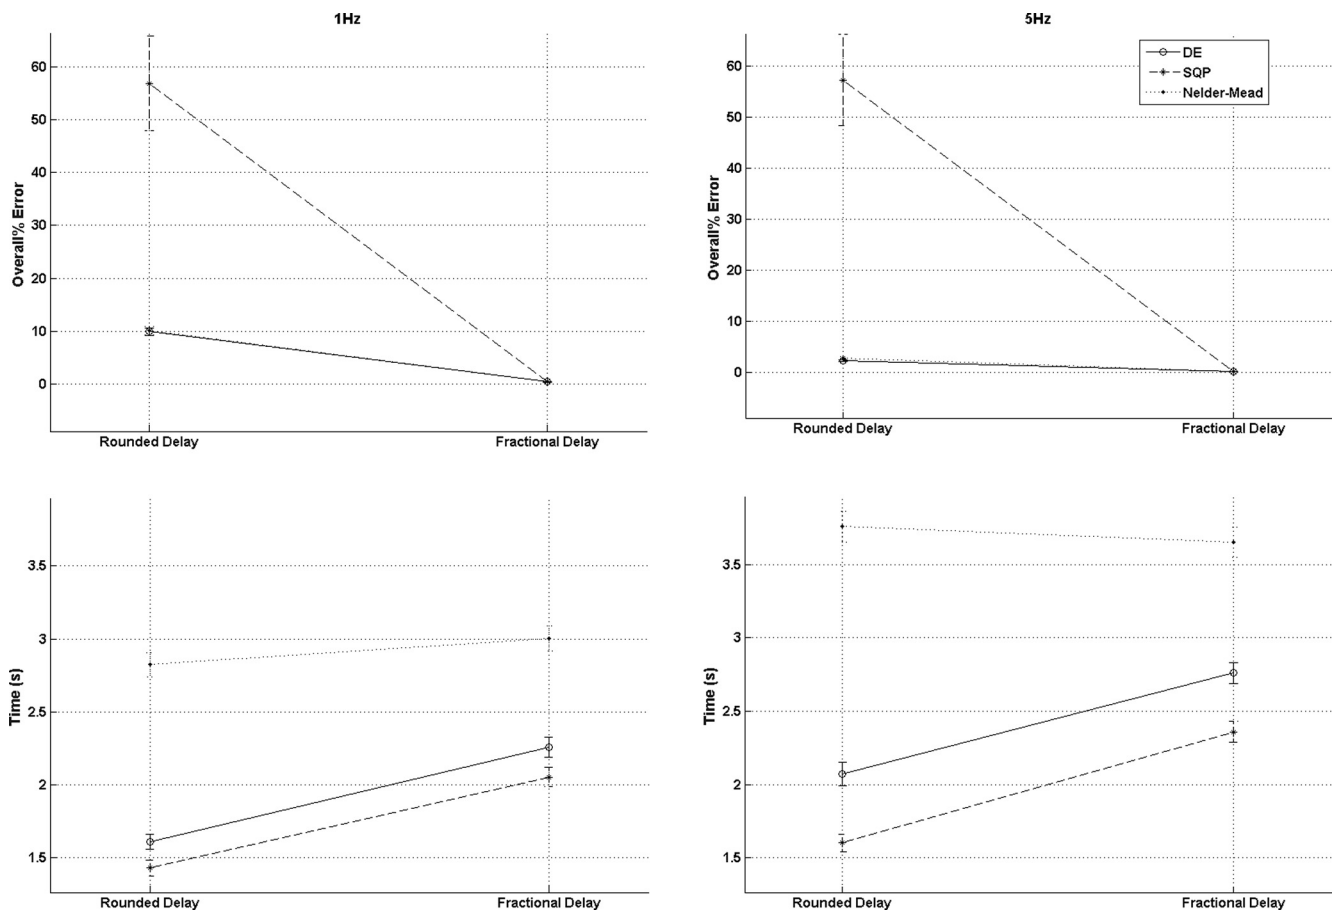 1Hz
Overall% Error
60
50
40
30
20
10
0
Rounded Delay
Fractional Delay
5Hz
DE
SQP
Nelder-Mead
Overall% Error
60
50
40
30
20
10
0
Rounded Delay
Fractional Delay
Time (s)
3.5
3
2.5
2
1.5
Rounded Delay
Fractional Delay
Time (s)
3.5
3
2.5
2
1.5
Rounded Delay
Fractional Delay